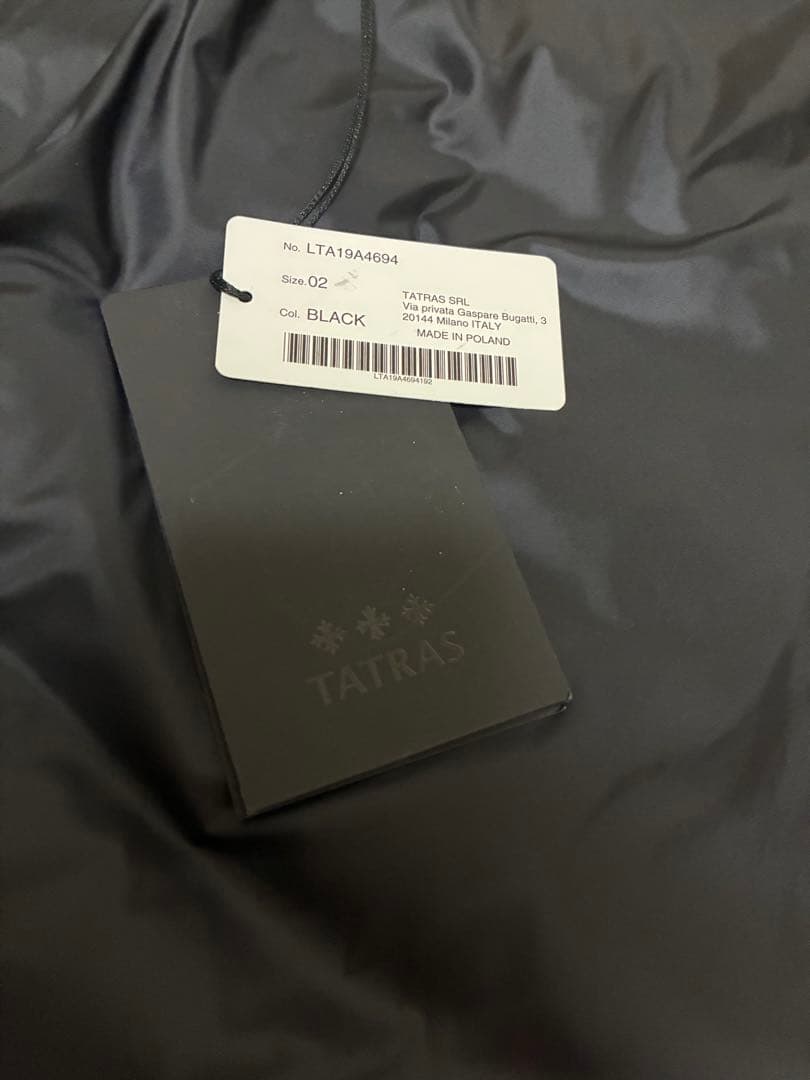 No. LTA19A4694
Size. 02
Col. BLACK
TATRAS SRL
Via privata Gaspare Bugatti, 3
20144 Milano ITALY
MADE IN POLAND
LTA19A4694192
TATRAS